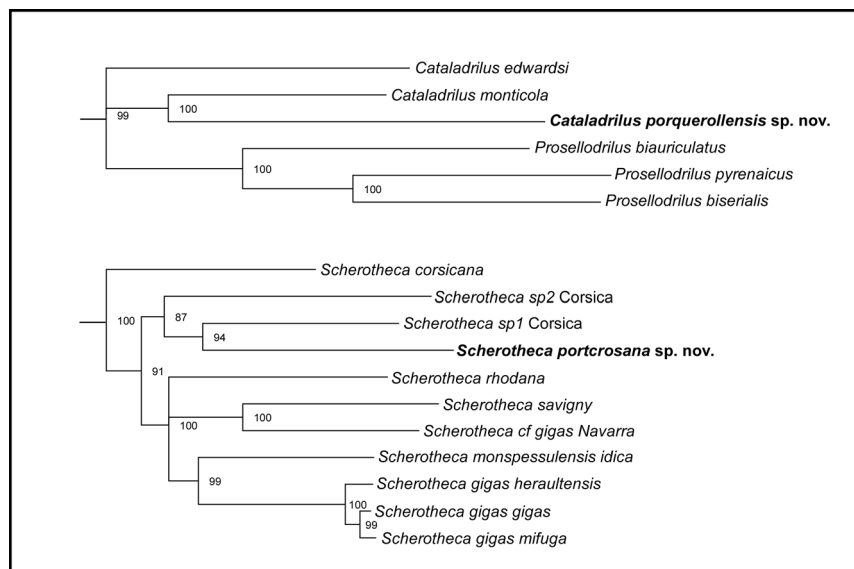 Cataladrilus edwardsi
Cataladrilus monticola
100
99
Cataladrilus porquerollensis sp. nov.
Prosellodrilus biauriculatus
100
Prosellodrilus pyrenaicus
100
Prosellodrilus biserialis
Scherotheca corsicana
Scherotheca sp2 Corsica
87
100
Scherotheca sp1 Corsica
94
Scherotheca portcrosana sp. nov.
91
Scherotheca rhodana
Scherotheca savigny
100
100
Scherotheca cf gigas Navarra
Scherotheca monspessulensis idica
99
Scherotheca gigas heraultensis
100
Scherotheca gigas gigas
99
Scherotheca gigas mifuga